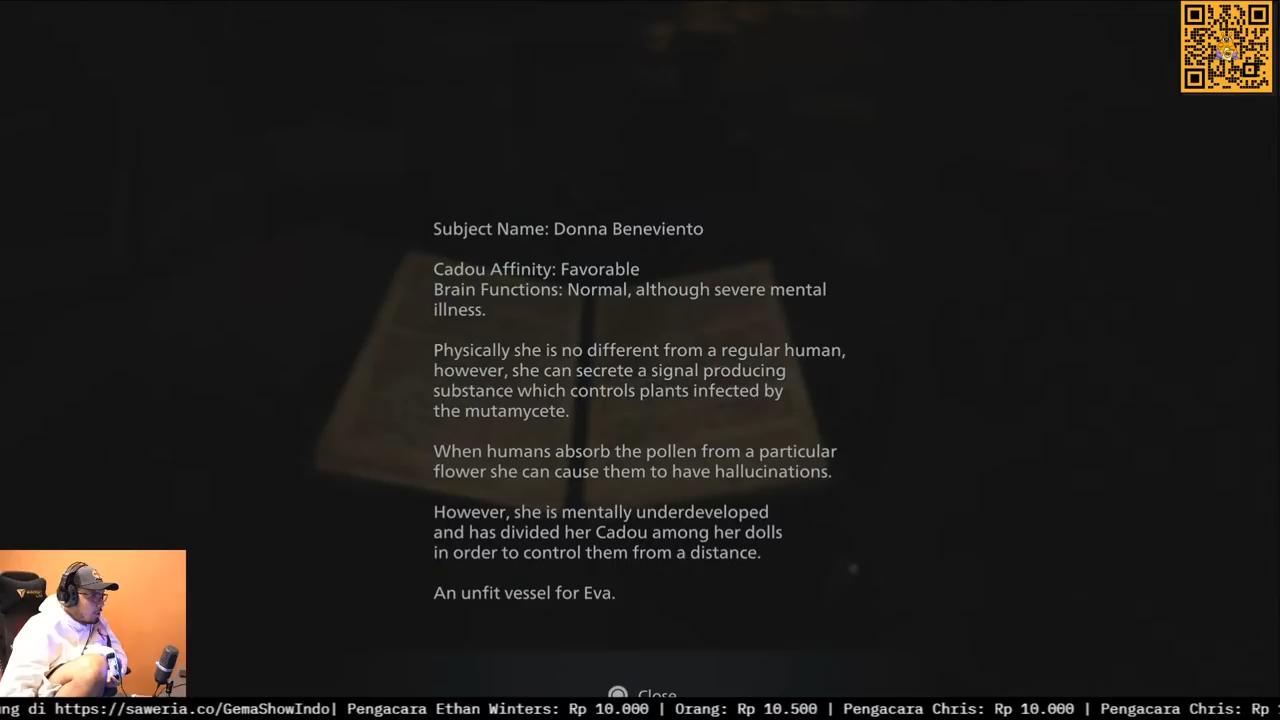 Subject Name: Donna Beneviento
Cadou Affinity: Favorable
Brain Functions: Normal, although severe mental
illness.
Physically she is no different from a regular human,
however, she can secrete a signal producing
substance which controls plants infected by
the mutamycete.
When humans absorb the pollen from a particular
flower she can cause them to have hallucinations.
However, she is mentally underdeveloped
and has divided her Cadou among her dolls
in order to control them from a distance.
An unfit vessel for Eva.
Close
ng di https://saweria.co/GemaShowIndo| Pengacara Ethan Winters: Rp 10.000 | Orang: Rp 10.500 | Pengacara Chris: Rp 10.000 | Pengacara Chris: Rp